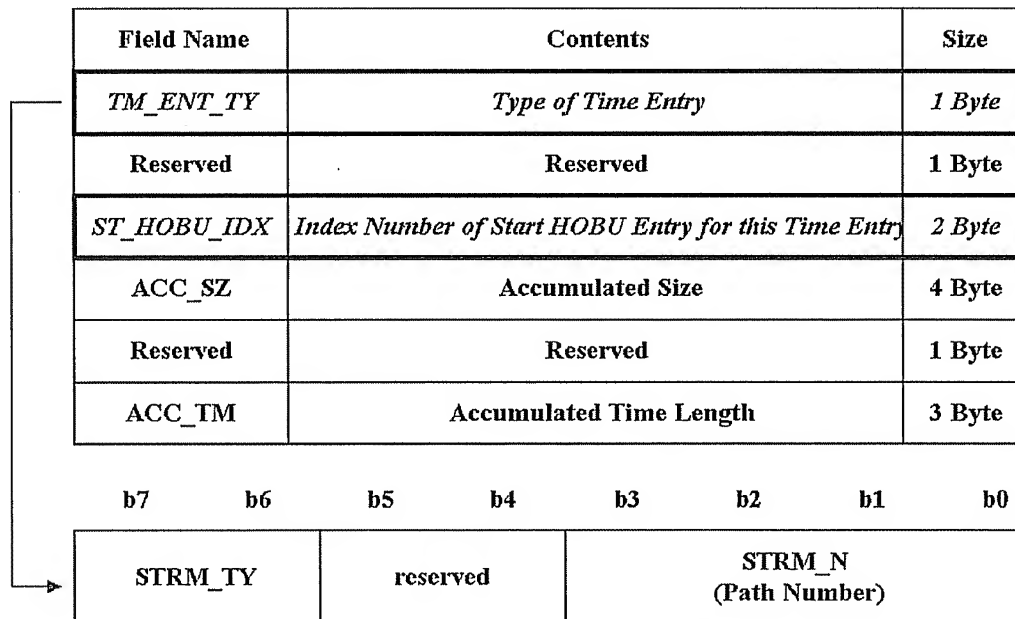 Field Name Contents Size
TM_ENT_TY Type of Time Entry 1 Byte
Reserved Reserved 1 Byte
ST_HOBU_IDX Index Number of Start HOBU Entry for this Time Entry 2 Byte
ACC_SZ Accumulated Size 4 Byte
Reserved Reserved 1 Byte
ACC_TM Accumulated Time Length 3 Byte
b7 b6 b5 b4 b3 b2 b1 b0
STRM_TY reserved STRM_N
(Path Number)